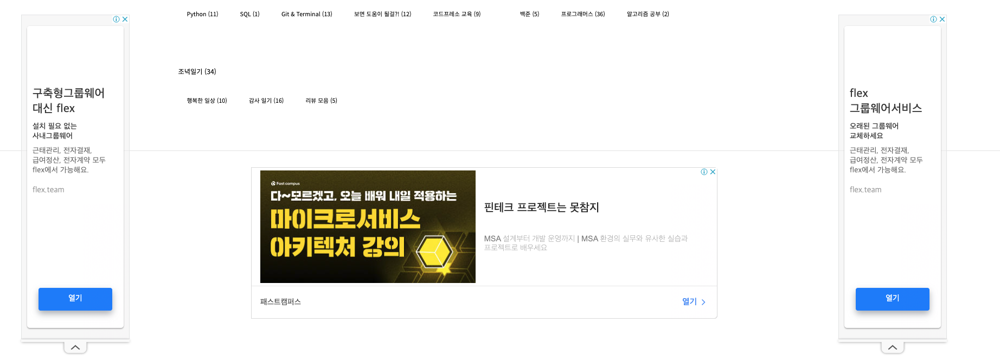 Python (11) SQL (1) Git & Terminal (13) 보면 도움이 될걸?! (12) 코드프레소 교육 (9) 백준 (5) 프로그래머스 (36) 알고리즘 공부 (2)
조녁일기 (34)
행복한 일상 (10) 감사 일기 (16) 리뷰 모음 (5)
구축형그룹웨어
대신 flex
설치 필요 없는
사내그룹웨어
근태관리, 전자결재,
급여정산, 전자계약 모두
flex에서 가능해요.
flex.team
열기
Fast campus
다~모르겠고, 오늘 배워 내일 적용하는
마이크로서비스
아키텍처 강의
핀테크 프로젝트는 못참지
MSA 설계부터 개발 운영까지 | MSA 환경의 실무와 유사한 실습과
프로젝트로 배우세요
패스트캠퍼스
열기
flex
그룹웨어서비스
오래된 그룹웨어
교체하세요
근태관리, 전자결재,
급여정산, 전자계약 모두
flex에서 가능해요.
flex.team
열기